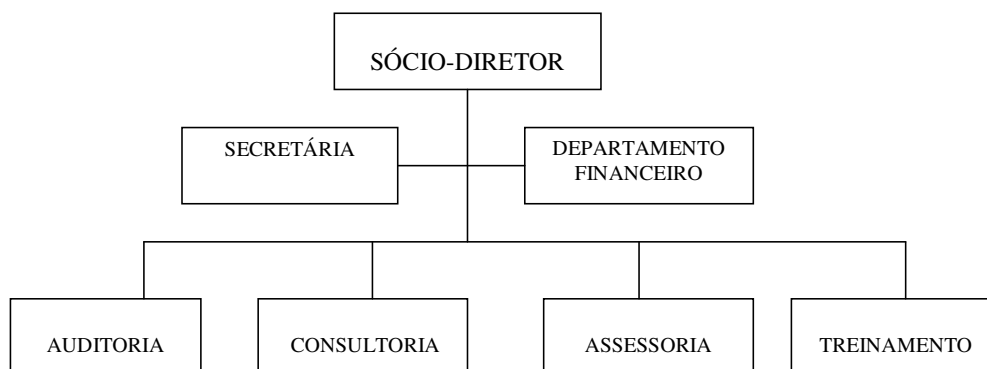 SÓCIO-DIRETOR
SECRETÁRIA
DEPARTAMENTO
FINANCEIRO
AUDITORIA
CONSULTORIA
ASSESSORIA
TREINAMENTO